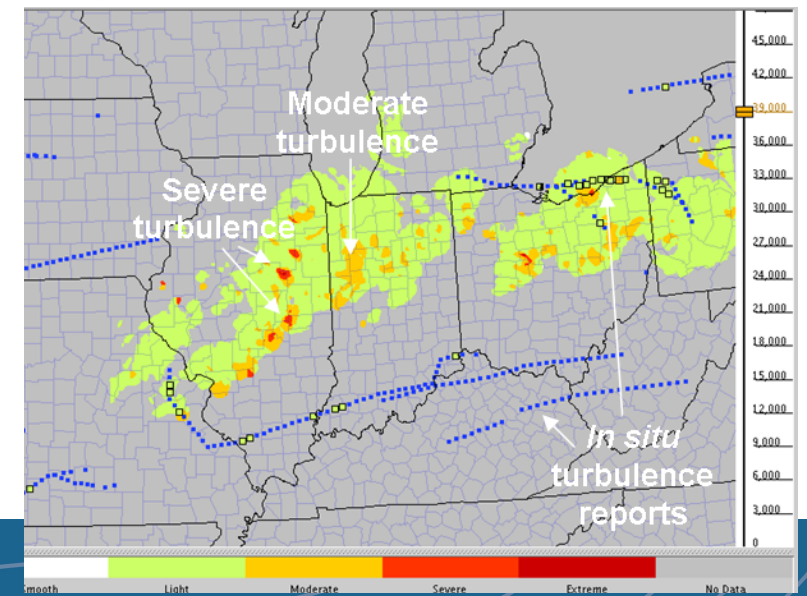 45,000
42,000
39,000
36,000
33,000
30,000
27,000
24,000
21,000
18,000
15,000
12,000
9,000
6,000
3,000
0
Moderate
turbulence
Severe
turbulence
In situ
turbulence
reports
Smooth Light Moderate Severe Extreme No Data